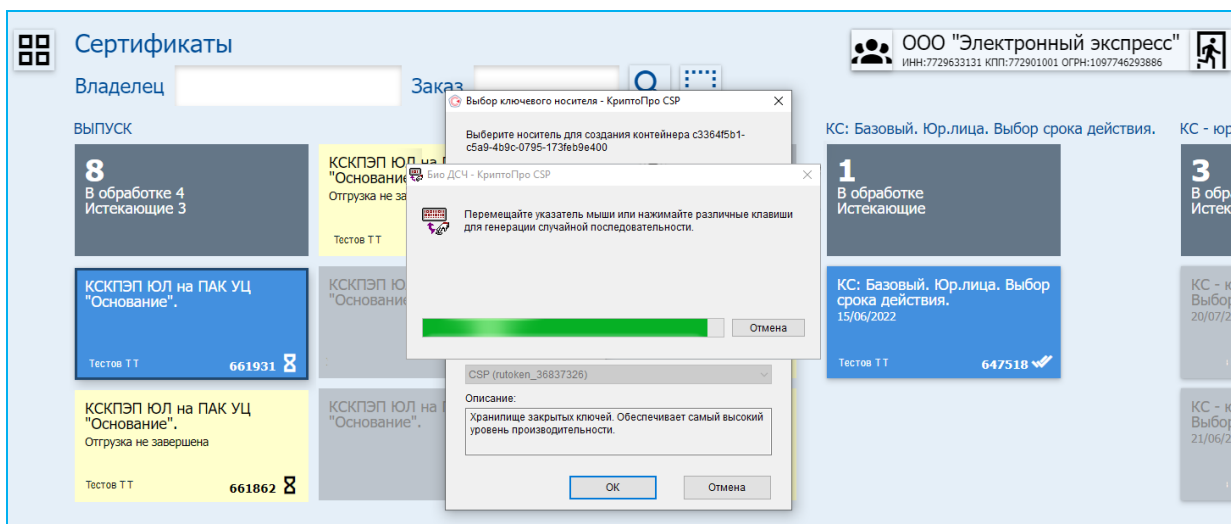 Сертификаты
ООО "Электронный экспресс"
ИНН:7729633131 КПП:772901001 ОГРН:1097746293886
Владелец
Заказ
ВЫПУСК
8
В обработке 4
Истекающие 3
КСКПЭП ЮЛ на
"Основание
Отгрузка не за
Тестов Т Т
КСКПЭП ЮЛ на ПАК УЦ
"Основание".
Тестов Т Т
661931
КСКПЭП Ю
"Основание
КСКПЭП ЮЛ на ПАК УЦ
"Основание".
Отгрузка не завершена
Тестов Т Т
661862
КСКПЭП ЮЛ на
"Основание".
Выбор ключевого носителя - КриптоПро CSP
Выберите носитель для создания контейнера c3364f5b1-
c5a9-4b9c-0795-173feb9e400
Био ДСЧ - КриптоПро CSP
Перемещайте указатель мыши или нажимайте различные клавиши
для генерации случайной последовательности.
Отмена
CSP (rutoken_36837326)
Описание:
Хранилище закрытых ключей. Обеспечивает самый высокий
уровень производительности.
ОК
Отмена
КС: Базовый. Юр.лица. Выбор срока действия.
1
В обработке
Истекающие
КС: Базовый. Юр.лица. Выбор
срока действия.
15/06/2022
Тестов Т Т
647518
КС - юр
3
В обр
Истек
КС - ю
Выбор
20/07/2
КС - ю
Выбор
21/06/2